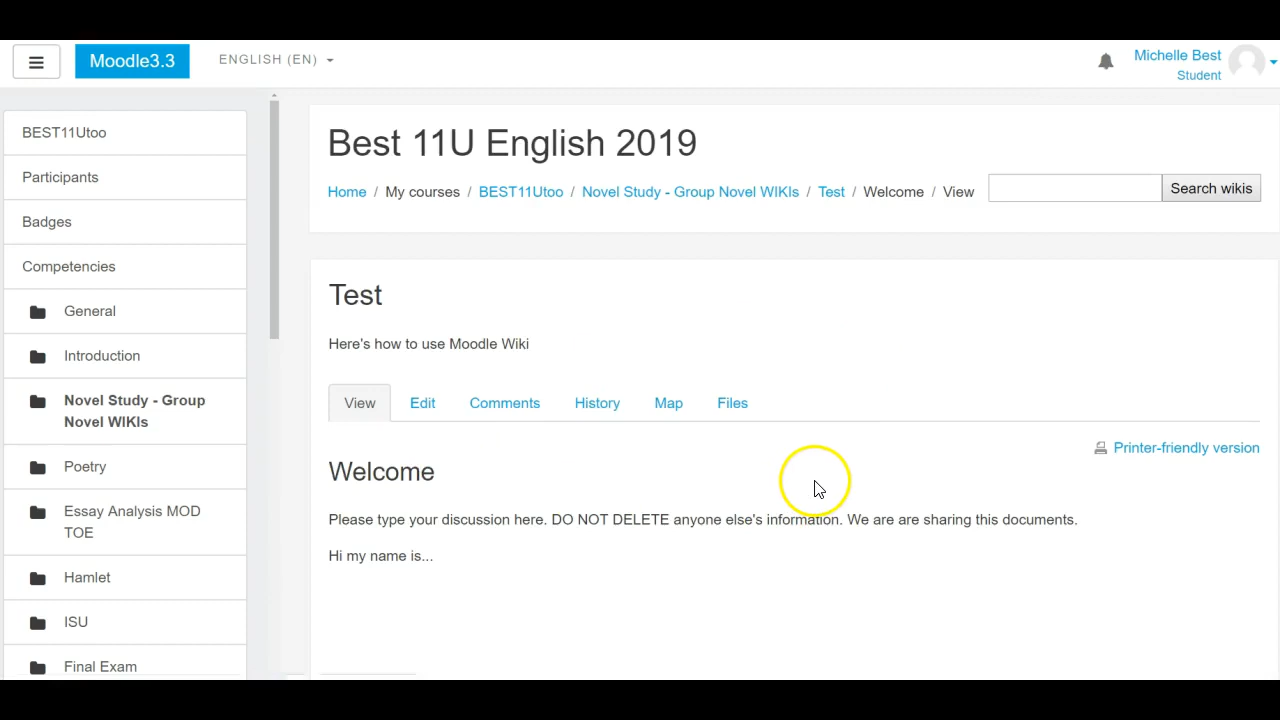 Moodle3.3
ENGLISH (EN)
Michelle Best
Student
BEST11Utoo
Participants
Badges
Competencies
General
Introduction
Novel Study - Group
Novel WIKIs
Poetry
Essay Analysis MOD
TOE
Hamlet
ISU
Final Exam
Best 11U English 2019
Home / My courses / BEST11Utoo / Novel Study - Group Novel WIKIs / Test / Welcome / View
Search wikis
Test
Here's how to use Moodle Wiki
View Edit Comments History Map Files
Printer-friendly version
Welcome
Please type your discussion here. DO NOT DELETE anyone else's information. We are are sharing this documents.
Hi my name is...